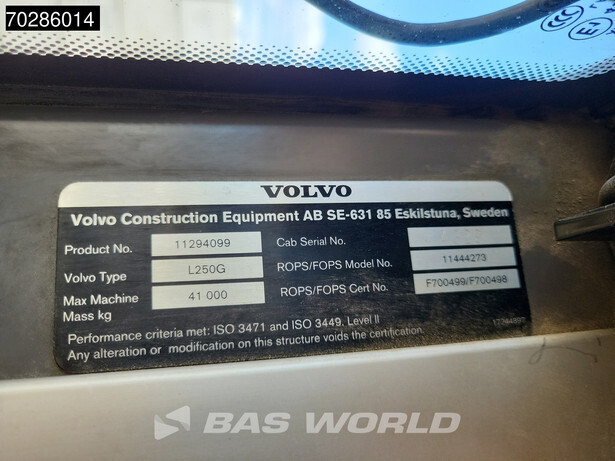 70286014
VOLVO
Volvo Construction Equipment AB SE-631 85 Eskilstuna, Sweden
Product No. 11294099 Cab Serial No.
Volvo Type L250G ROPS/FOPS Model No. 11444273
Max Machine Mass kg 41 000 ROPS/FOPS Cert No. F700499/F700498
Performance criteria met: ISO 3471 and ISO 3449. Level II
Any alteration or modification on this structure voids the certification.
BAS WORLD